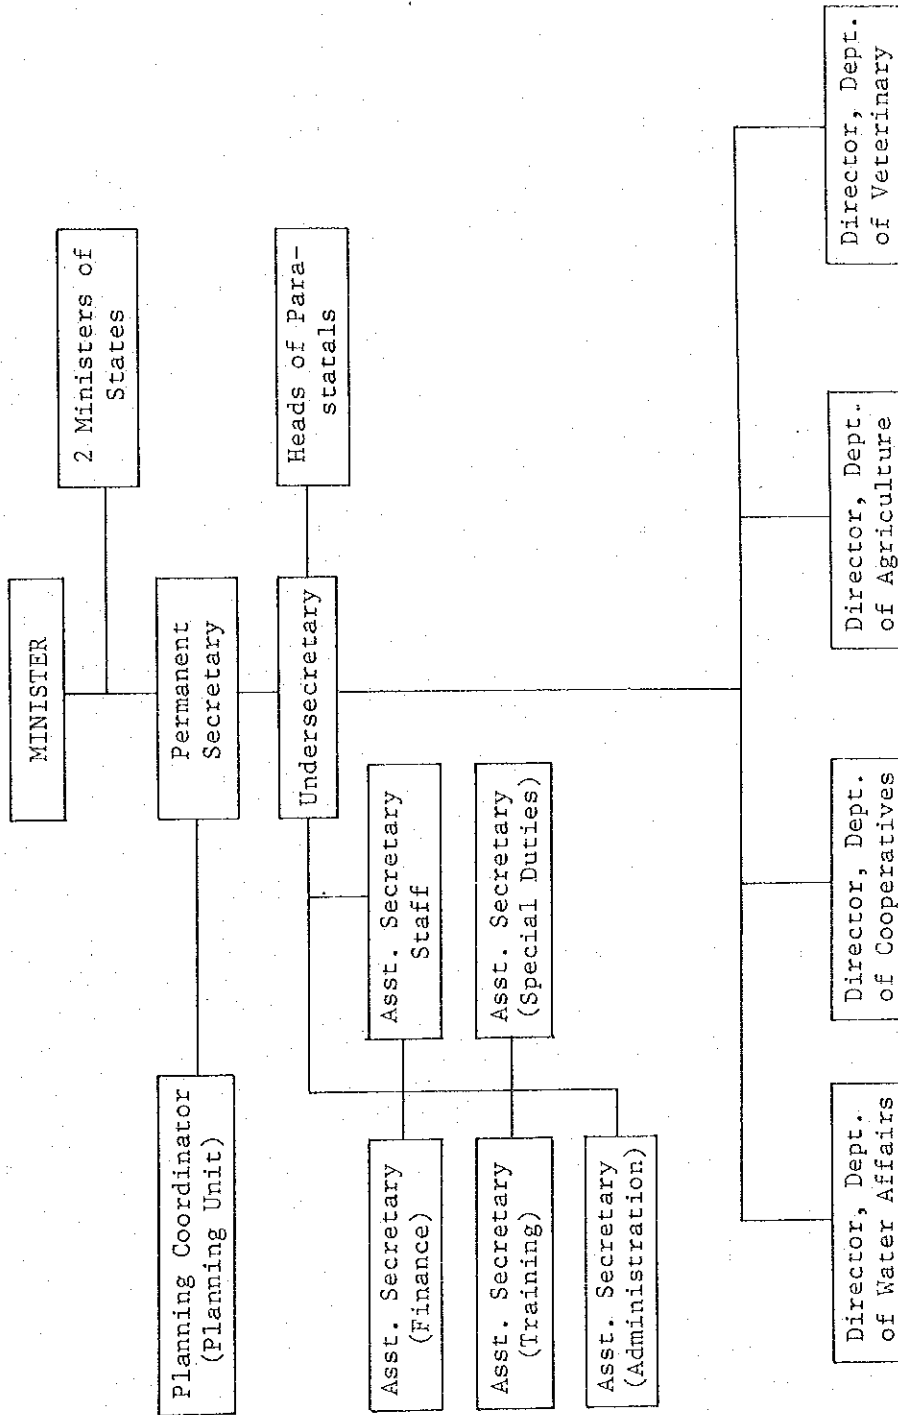 MINISTER
2 Ministers of
States
Permanent
Secretary
Planning Coordinator
(Planning Unit)
Undersecretary
Heads of Para-
statals
Asst. Secretary
(Finance)
Asst. Secretary
Staff
Asst. Secretary
(Training)
Asst. Secretary
(Special Duties)
Asst. Secretary
(Administration)
Director, Dept.
of Water Affairs
Director, Dept.
of Cooperatives
Director, Dept.
of Agriculture
Director, Dept.
of Veterinary